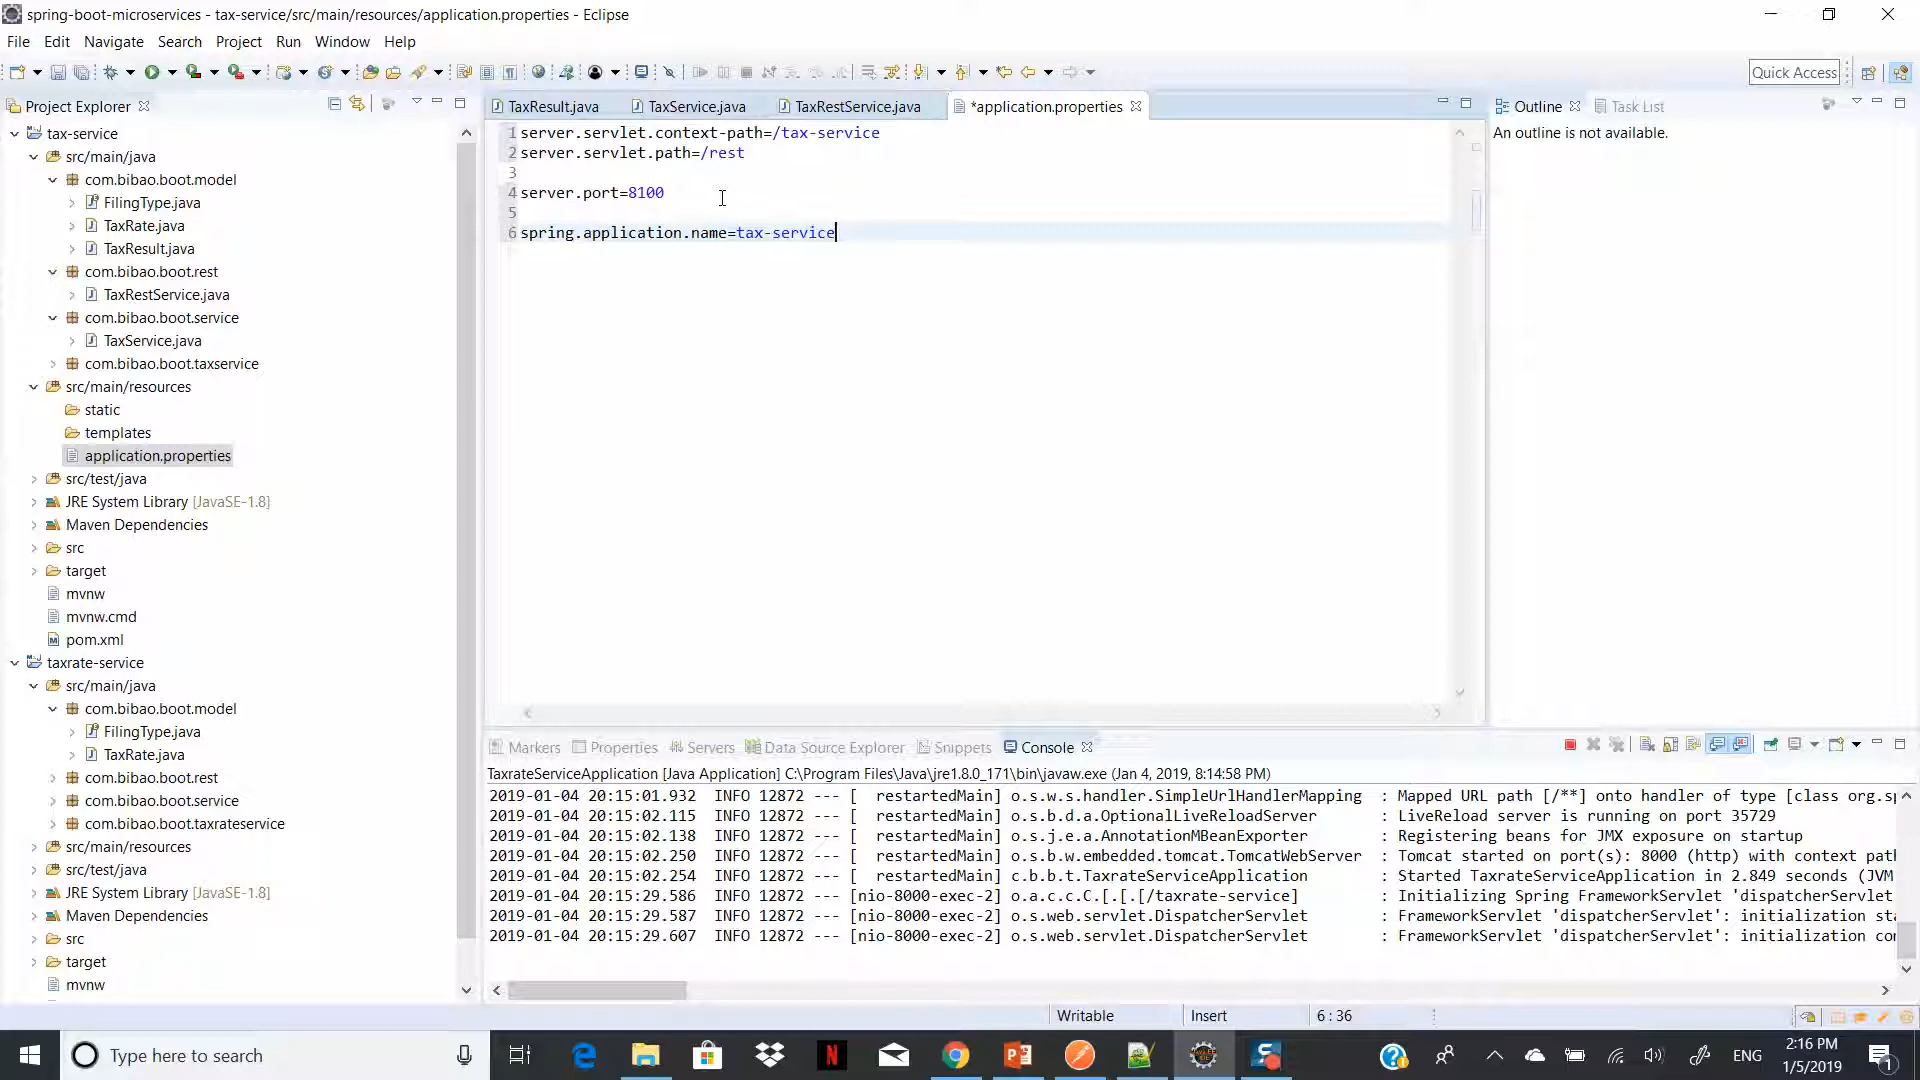 spring-boot-microservices - tax-service/src/main/resources/application.properties - Eclipse
File Edit Navigate Search Project Run Window Help
Quick Access
Project Explorer
tax-service
src/main/java
com.bibao.boot.model
FilingType.java
TaxRate.java
TaxResult.java
com.bibao.boot.rest
TaxRestService.java
com.bibao.boot.service
TaxService.java
com.bibao.boot.taxservice
src/main/resources
static
templates
application.properties
src/test/java
JRE System Library [JavaSE-1.8]
Maven Dependencies
src
target
mvnw
mvnw.cmd
pom.xml
taxrate-service
src/main/java
com.bibao.boot.model
FilingType.java
TaxRate.java
com.bibao.boot.rest
com.bibao.boot.service
com.bibao.boot.taxrateservice
src/main/resources
src/test/java
JRE System Library [JavaSE-1.8]
Maven Dependencies
src
target
mvnw
TaxResult.java TaxService.java TaxRestService.java *application.properties
1 server.servlet.context-path=/tax-service
2 server.servlet.path=/rest
3
4 server.port=8100
5
6 spring.application.name=tax-service
Outline Task List
An outline is not available.
Markers Properties Servers Data Source Explorer Snippets Console
TaxrateServiceApplication [Java Application] C:\Program Files\Java\jre1.8.0_171\bin\javaw.exe (Jan 4, 2019, 8:14:58 PM)
2019-01-04 20:15:01.932 INFO 12872 --- [ restartedMain] o.s.w.s.handler.SimpleUrlHandlerMapping : Mapped URL path [/**] onto handler of type [class org.sp
2019-01-04 20:15:02.115 INFO 12872 --- [ restartedMain] o.s.b.d.a.OptionalLiveReloadServer : LiveReload server is running on port 35729
2019-01-04 20:15:02.138 INFO 12872 --- [ restartedMain] o.s.j.e.a.AnnotationMBeanExporter : Registering beans for JMX exposure on startup
2019-01-04 20:15:02.250 INFO 12872 --- [ restartedMain] o.s.b.w.embedded.tomcat.TomcatWebServer : Tomcat started on port(s): 8000 (http) with context path
2019-01-04 20:15:02.254 INFO 12872 --- [ restartedMain] c.b.b.t.TaxrateServiceApplication : Started TaxrateServiceApplication in 2.849 seconds (JVM
2019-01-04 20:15:29.586 INFO 12872 --- [nio-8000-exec-2] o.a.c.c.C.[.[.[/taxrate-service] : Initializing Spring FrameworkServlet 'dispatcherServlet
2019-01-04 20:15:29.587 INFO 12872 --- [nio-8000-exec-2] o.s.web.servlet.DispatcherServlet : FrameworkServlet 'dispatcherServlet': initialization sta
2019-01-04 20:15:29.607 INFO 12872 --- [nio-8000-exec-2] o.s.web.servlet.DispatcherServlet : FrameworkServlet 'dispatcherServlet': initialization con
Writable Insert 6 : 36
Type here to search
ENG
2:16 PM
1/5/2019
1